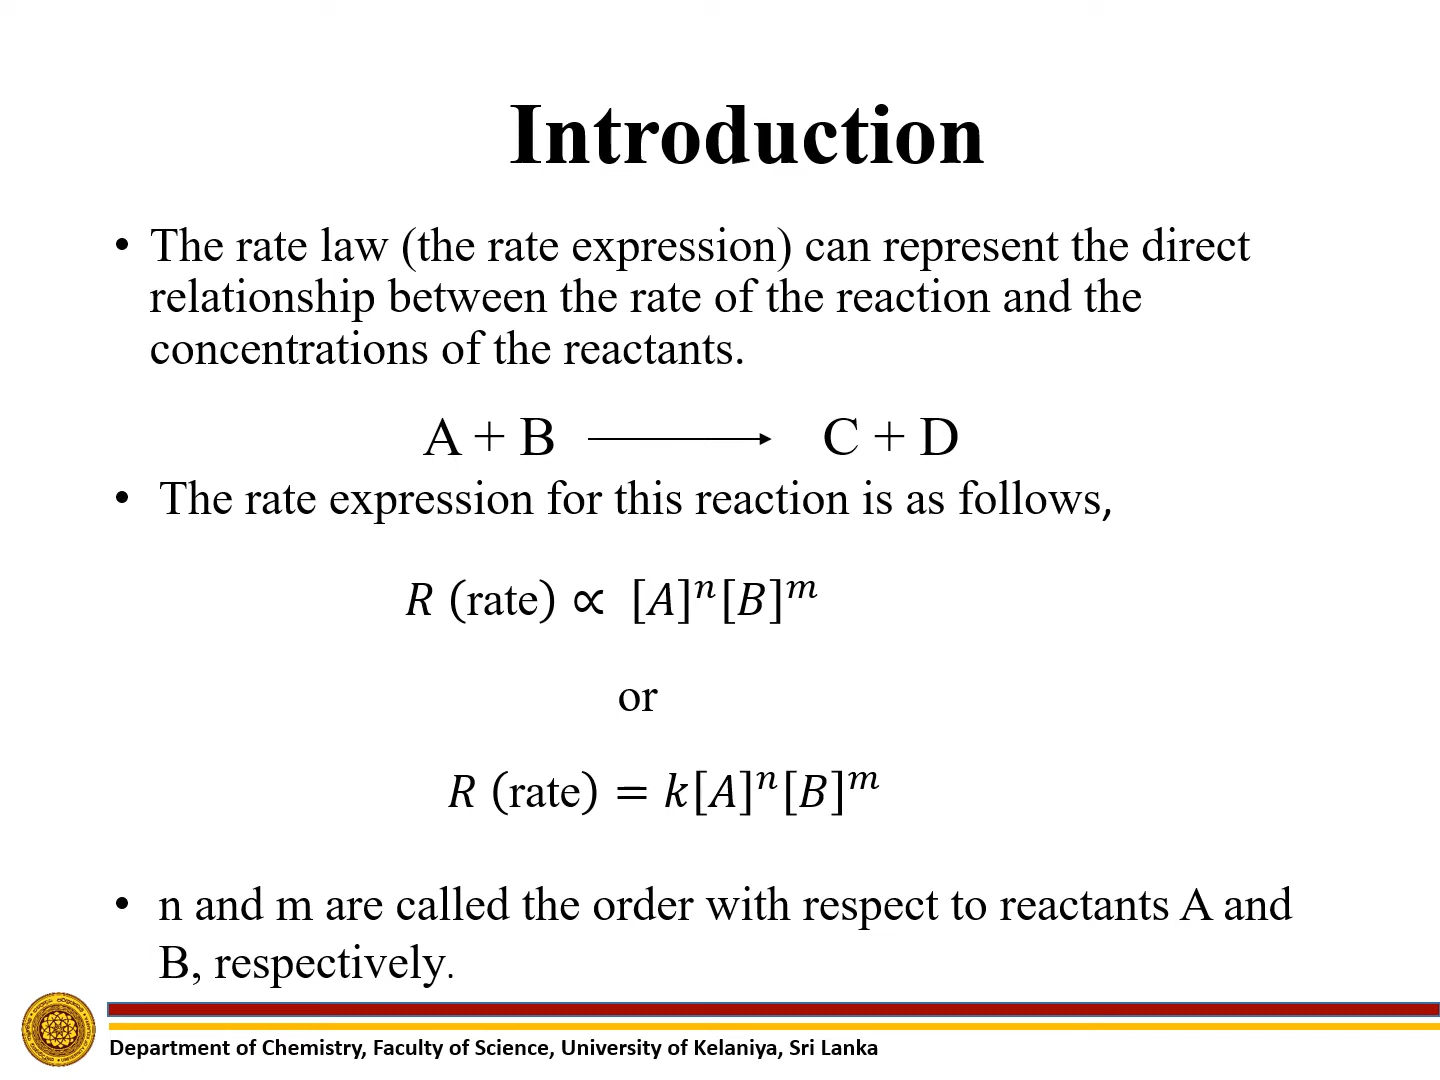 Introduction
• The rate law (the rate expression) can represent the direct
relationship between the rate of the reaction and the
concentrations of the reactants.
A + B ⟶ C + D
• The rate expression for this reaction is as follows,
R (rate) ∝ [A]ⁿ[B]ᵐ
or
R (rate) = k[A]ⁿ[B]ᵐ
• n and m are called the order with respect to reactants A and
B, respectively.
Department of Chemistry, Faculty of Science, University of Kelaniya, Sri Lanka